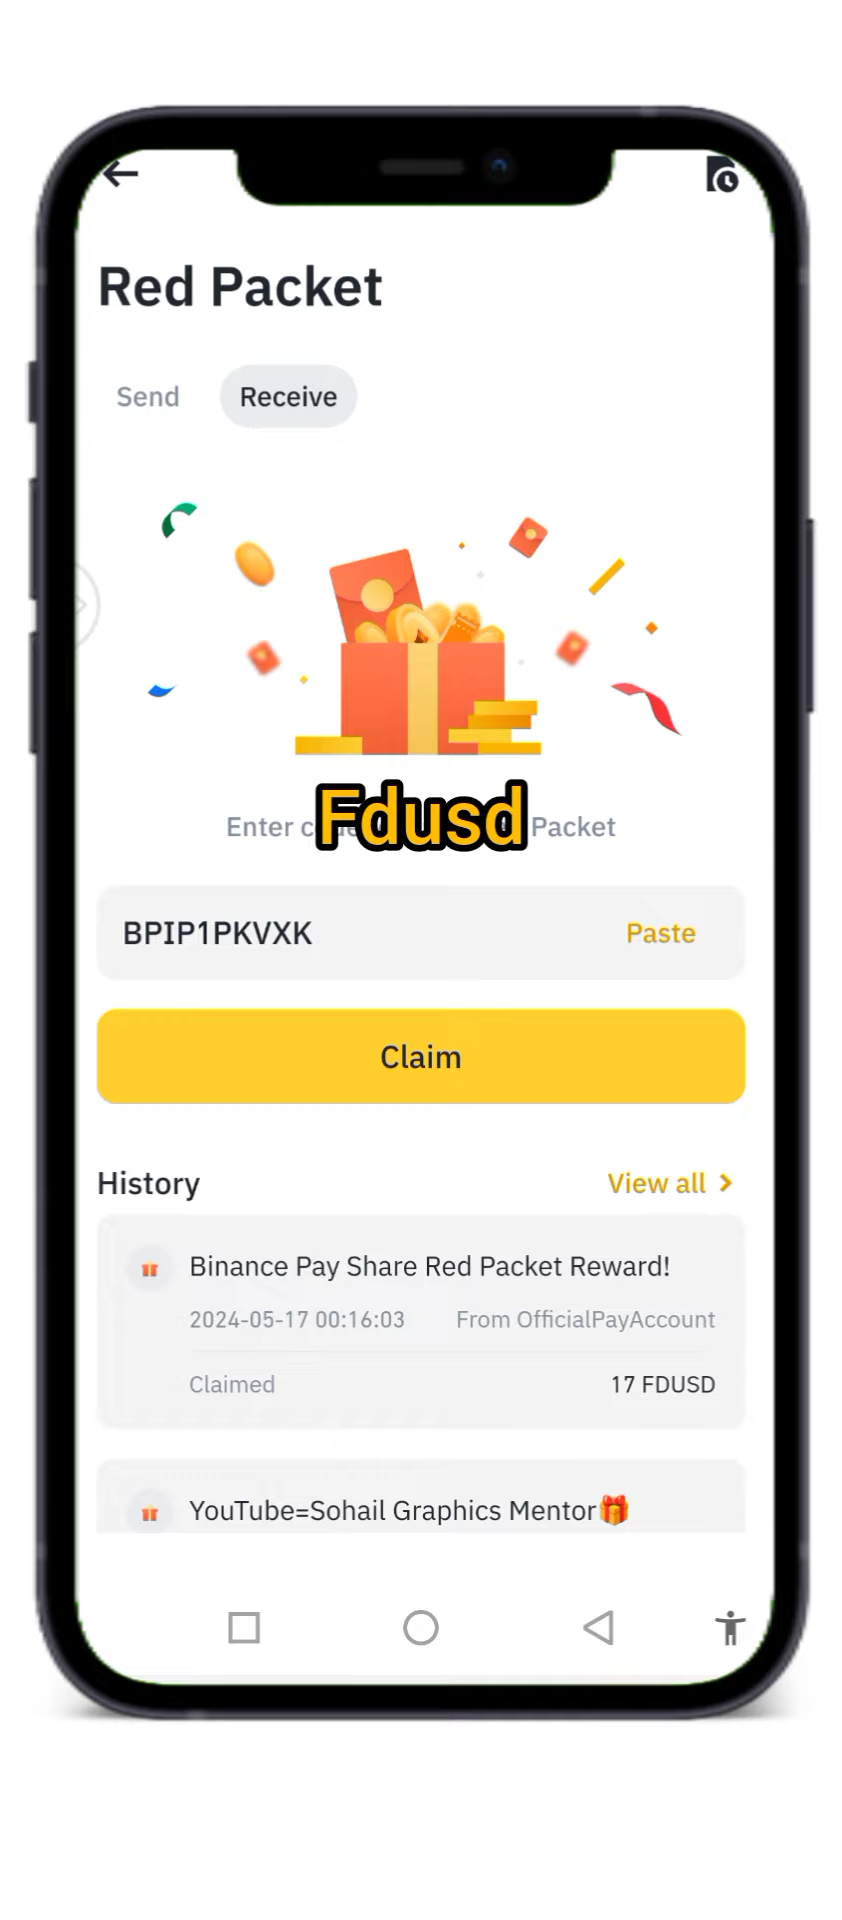 Red Packet
Send Receive
Enter Fdusd Packet
BPIP1PKVXK Paste
Claim
History View all
Binance Pay Share Red Packet Reward!
2024-05-17 00:16:03 From OfficialPayAccount
Claimed 17 FDUSD
YouTube=Sohail Graphics Mentor🎁